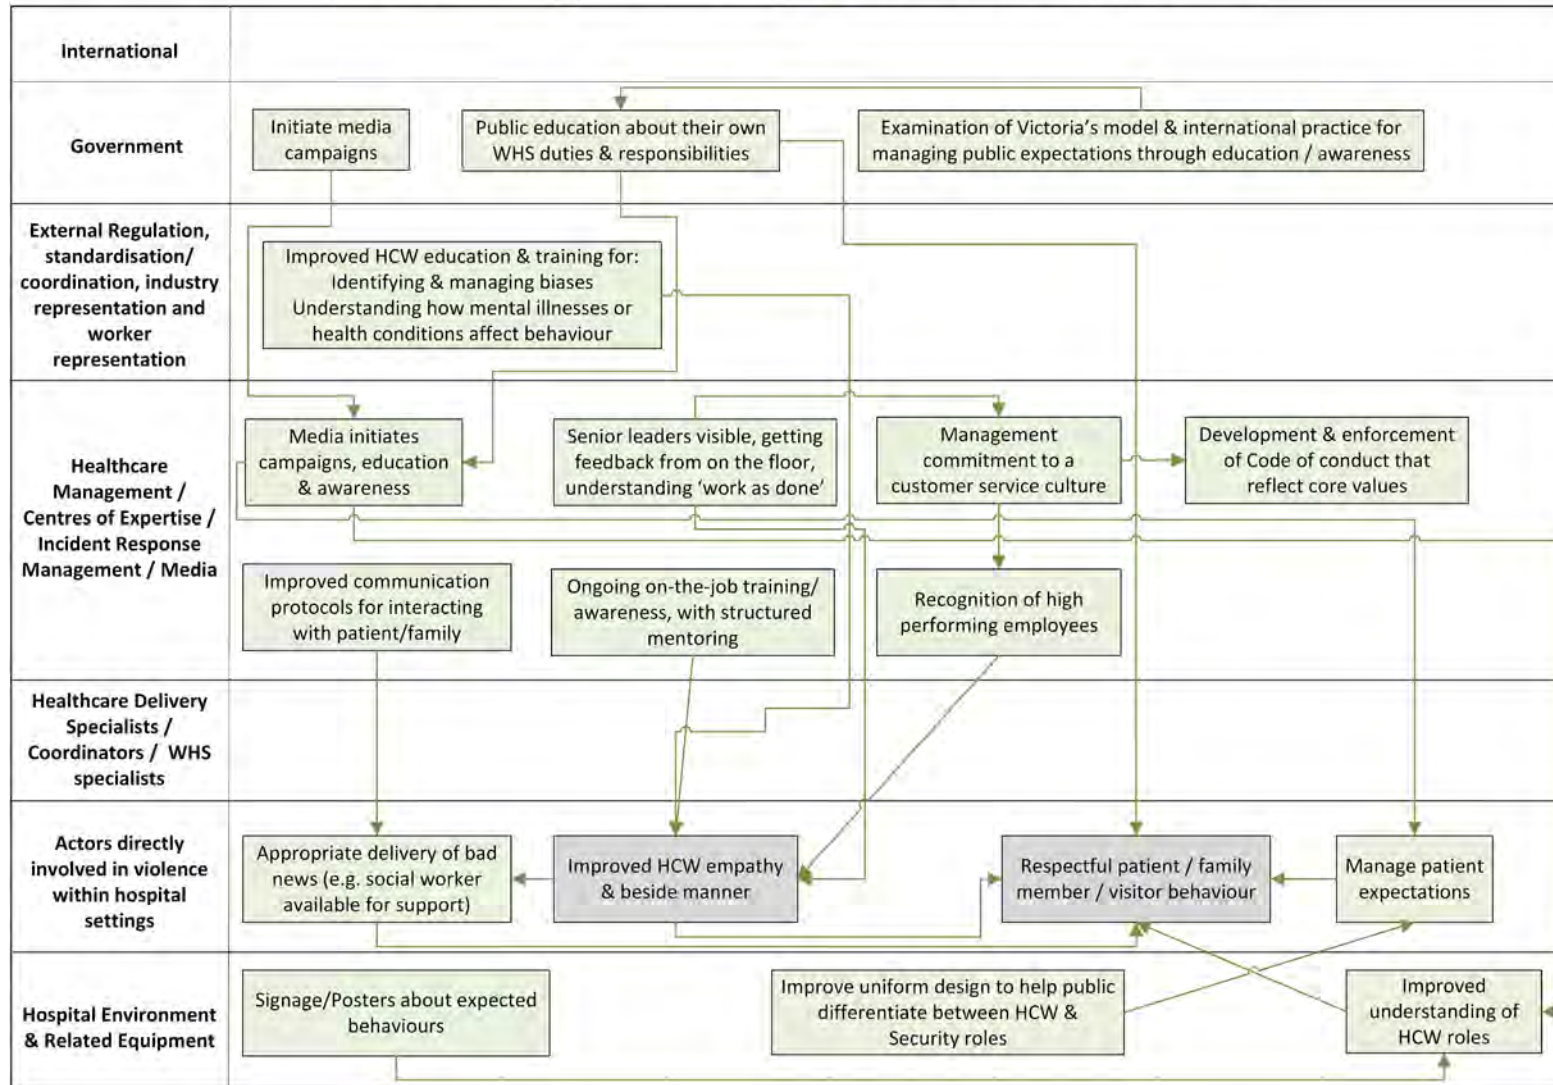 International
Government
Initiate media
campaigns
Public education about their own
WHS duties & responsibilities
Examination of Victoria's model & international practice for
managing public expectations through education / awareness
External Regulation,
standardisation/
coordination, industry
representation and
worker
representation
Improved HCW education & training for:
Identifying & managing biases
Understanding how mental illnesses or
health conditions affect behaviour
Healthcare
Management /
Centres of Expertise /
Incident Response
Management / Media
Media initiates
campaigns, education
& awareness
Senior leaders visible, getting
feedback from on the floor,
understanding 'work as done'
Management
commitment to a
customer service culture
Development & enforcement
of Code of conduct that
reflect core values
Improved communication
protocols for interacting
with patient/family
Ongoing on-the-job training/
awareness, with structured
mentoring
Recognition of high
performing employees
Healthcare Delivery
Specialists /
Coordinators / WHS
specialists
Actors directly
involved in violence
within hospital
settings
Appropriate delivery of bad
news (e.g. social worker
available for support)
Improved HCW empathy
& beside manner
Respectful patient / family
member / visitor behaviour
Manage patient
expectations
Hospital Environment
& Related Equipment
Signage/Posters about expected
behaviours
Improve uniform design to help public
differentiate between HCW &
Security roles
Improved
understanding of
HCW roles